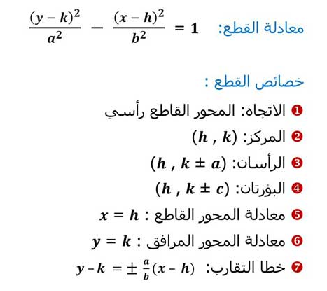 معادلة القطع: (y – k)²/a² – (x – h)²/b² = 1
خصائص القطع :
❶ الاتجاه: المحور القاطع رأسي
❷ المركز: (h , k)
❸ الرأسات: (h , k ± a)
❹ البؤرتان: (h , k ± c)
❺ معادلة المحور القاطع : x = h
❻ معادلة المحور المرافق : y = k
❼ خطا التقارب: y–k = ± a/b (x – h)